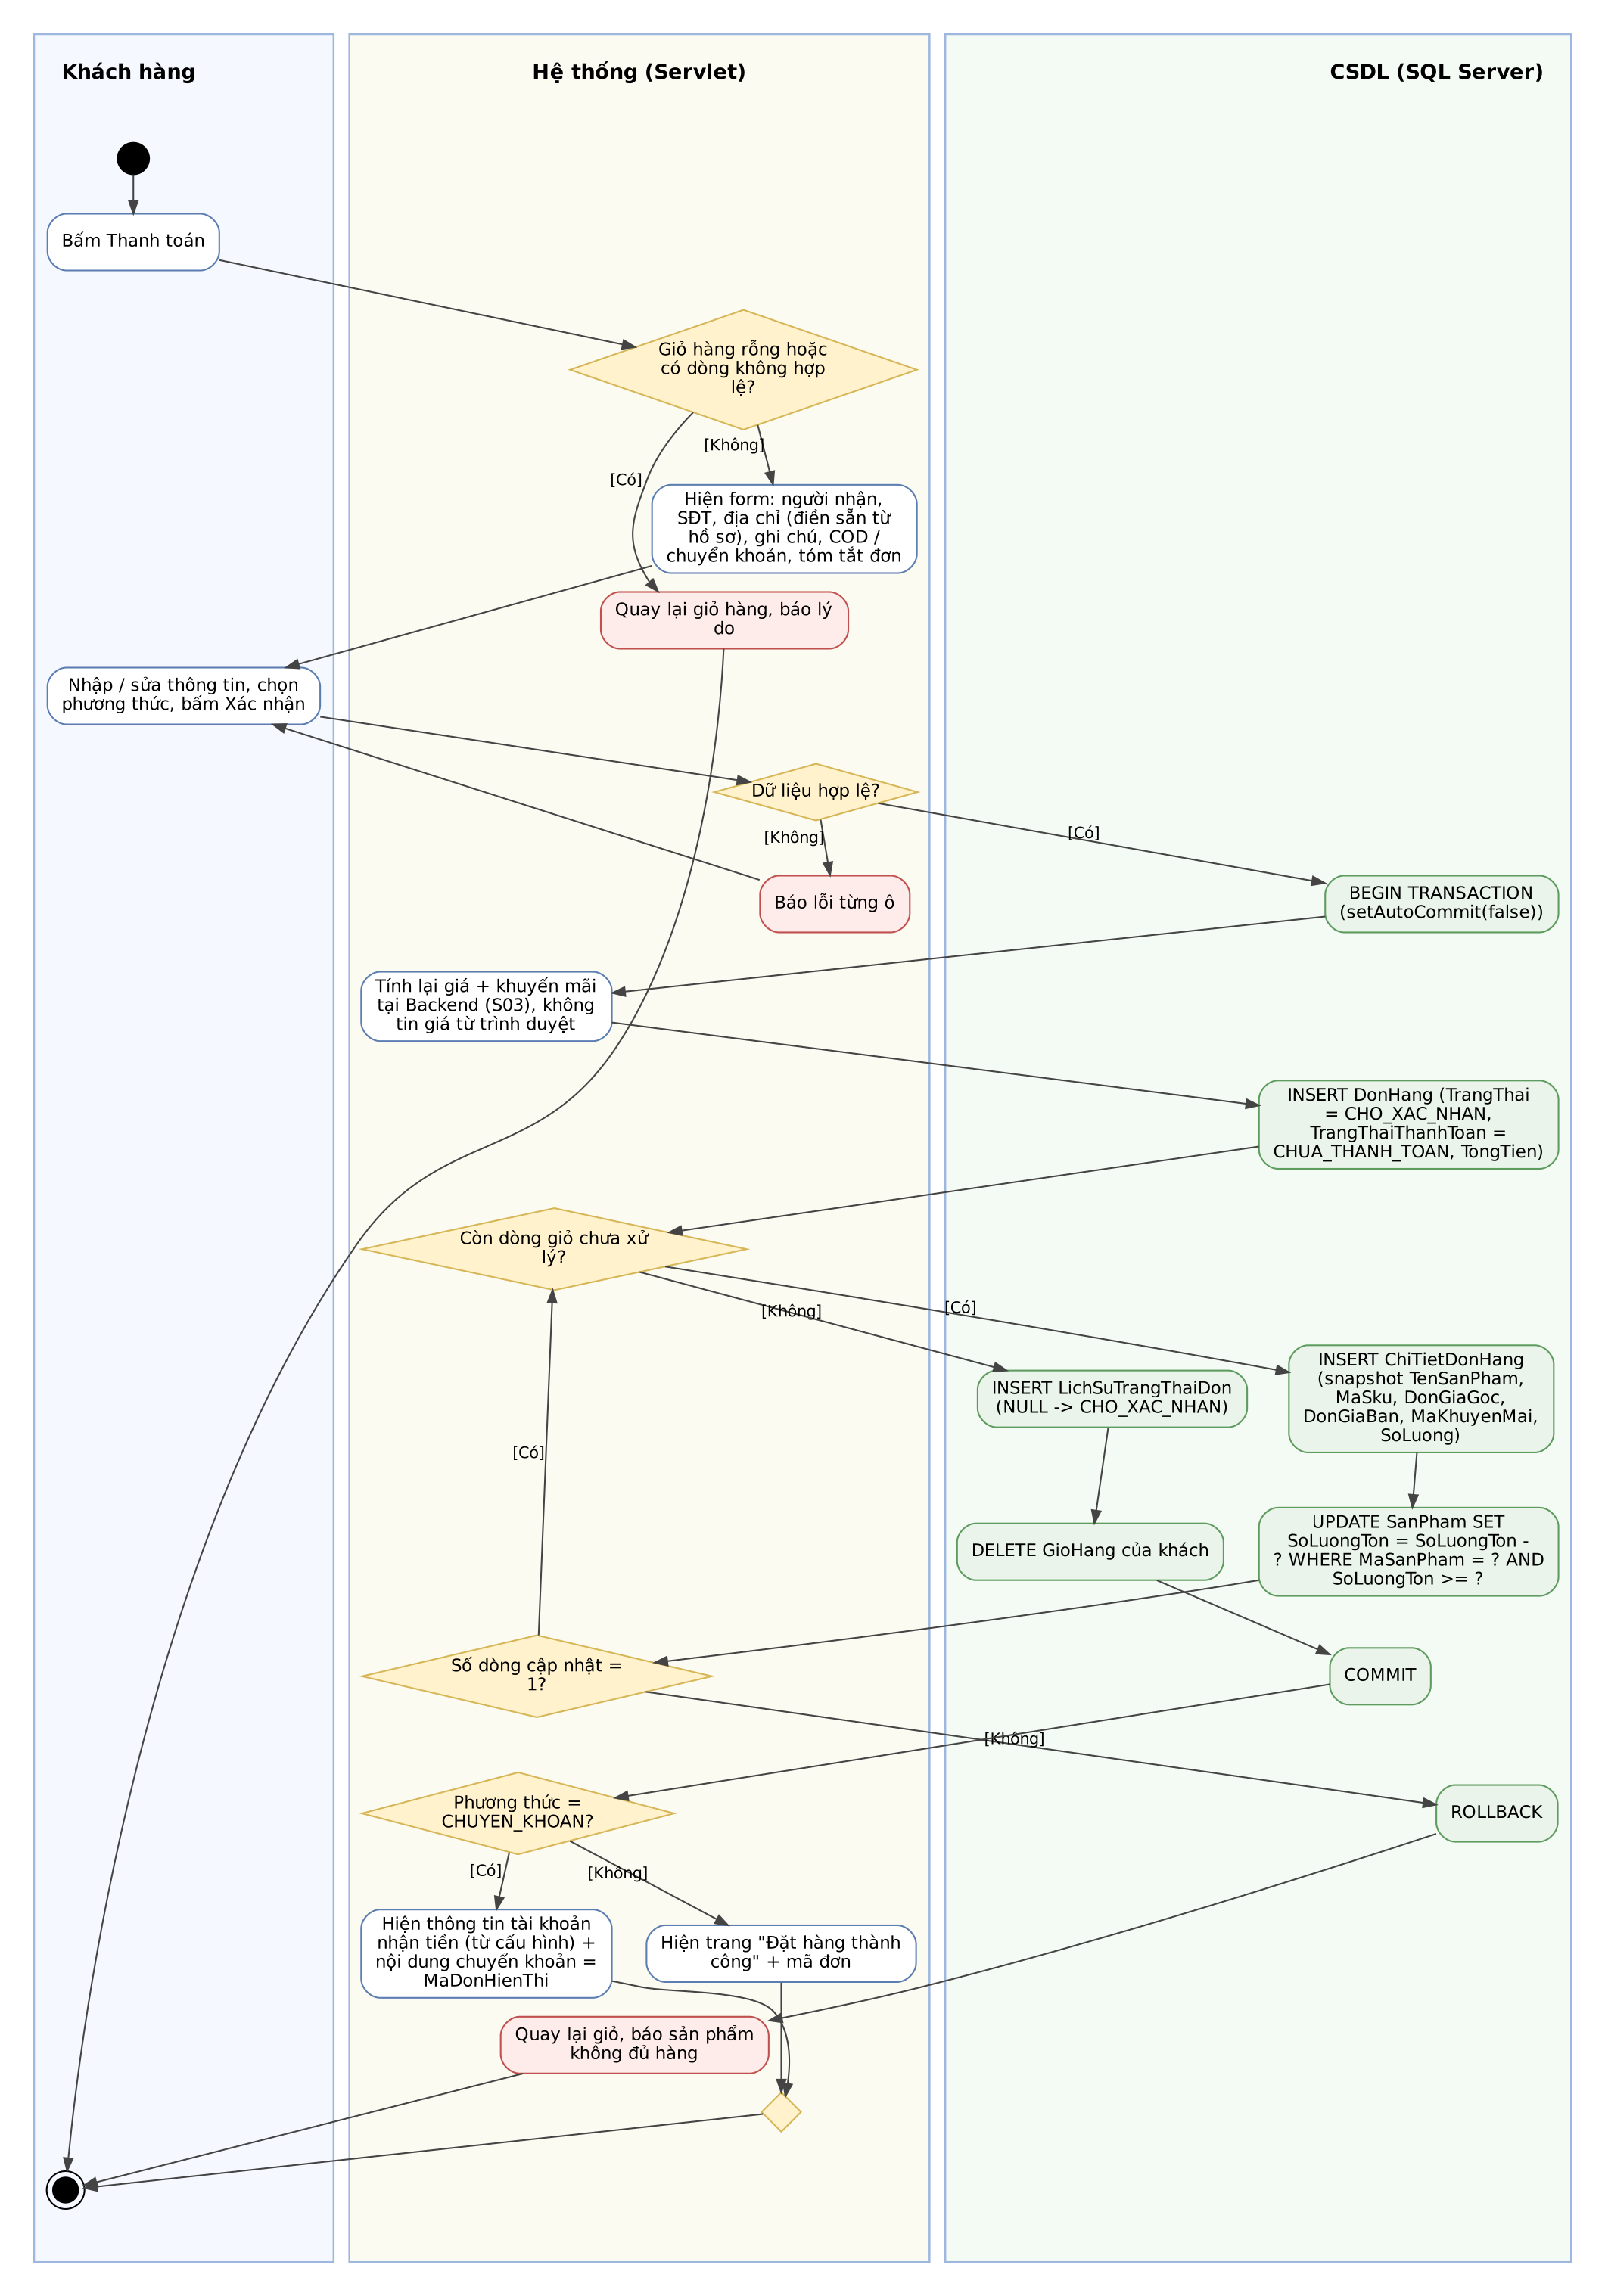 Khách hàng
Hệ thống (Servlet)
CSDL (SQL Server)
Bấm Thanh toán
Giỏ hàng rỗng hoặc
có dòng không hợp
lệ?
[Không]
[Có]
Hiện form: người nhận,
SĐT, địa chỉ (điền sẵn từ
hồ sơ), ghi chú, COD /
chuyển khoản, tóm tắt đơn
Quay lại giỏ hàng, báo lý
do
Nhập / sửa thông tin, chọn
phương thức, bấm Xác nhận
Dữ liệu hợp lệ?
[Không]
[Có]
Báo lỗi từng ô
BEGIN TRANSACTION
(setAutoCommit(false))
Tính lại giá + khuyến mãi
tại Backend (S03), không
tin giá từ trình duyệt
INSERT DonHang (TrangThai
= CHO_XAC_NHAN,
TrangThaiThanhToan =
CHUA_THANH_TOAN, TongTien)
Còn dòng giỏ chưa xử
lý?
[Không]
[Có]
INSERT LichSuTrangThaiDon
(NULL -> CHO_XAC_NHAN)
INSERT ChiTietDonHang
(snapshot TenSanPham,
MaSku, DonGiaGoc,
DonGiaBan, MaKhuyenMai,
SoLuong)
[Có]
DELETE GioHang của khách
UPDATE SanPham SET
SoLuongTon = SoLuongTon -
? WHERE MaSanPham = ? AND
SoLuongTon >= ?
Số dòng cập nhật =
1?
COMMIT
[Không]
Phương thức =
CHUYEN_KHOAN?
ROLLBACK
[Có]
[Không]
Hiện thông tin tài khoản
nhận tiền (từ cấu hình) +
nội dung chuyển khoản =
MaDonHienThi
Hiện trang "Đặt hàng thành
công" + mã đơn
Quay lại giỏ, báo sản phẩm
không đủ hàng